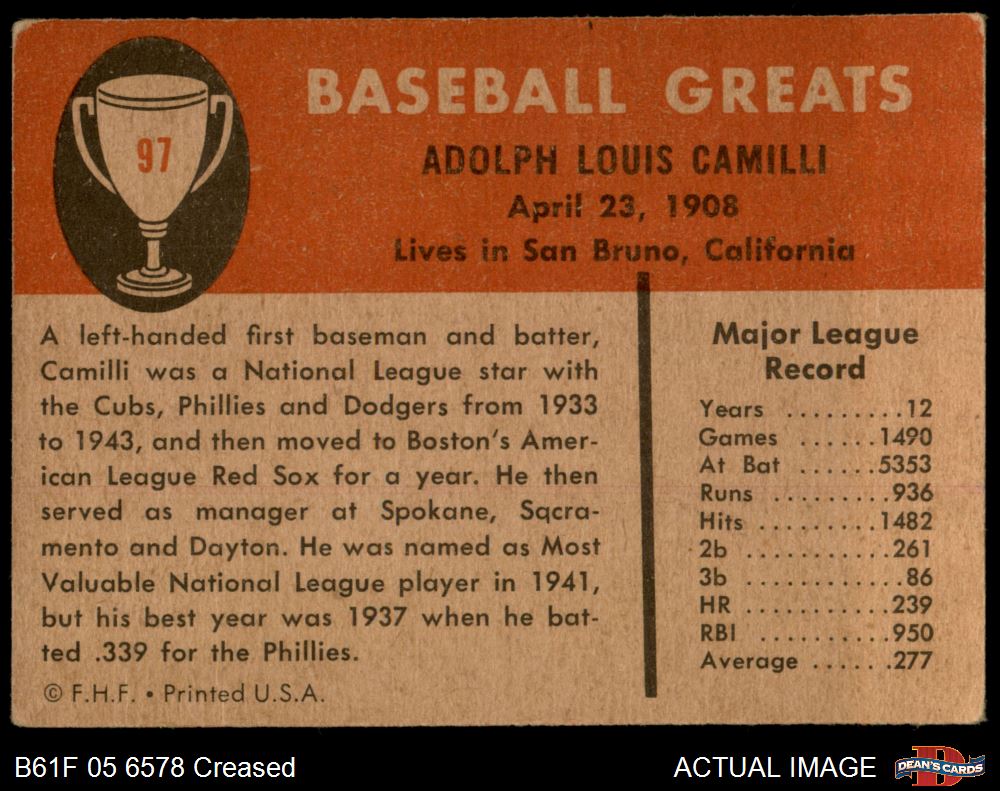 97
BASEBALL GREATS
ADOLPH LOUIS CAMILLI
April 23, 1908
Lives in San Bruno, California
A left-handed first baseman and batter,
Camilli was a National League star with
the Cubs, Phillies and Dodgers from 1933
to 1943, and then moved to Boston's Amer-
ican League Red Sox for a year. He then
served as manager at Spokane, Sqcra-
mento and Dayton. He was named as Most
Valuable National League player in 1941,
but his best year was 1937 when he bat-
ted .339 for the Phillies.
© F.H.F. • Printed U.S.A.
Major League
Record
Years .........12
Games ......1490
At Bat ......5353
Runs .........936
Hits .........1482
2b ...........261
3b ............86
HR ...........239
RBI ..........950
Average ......277
B61F 05 6578 Creased
ACTUAL IMAGE
D
DEAN'S CARDS